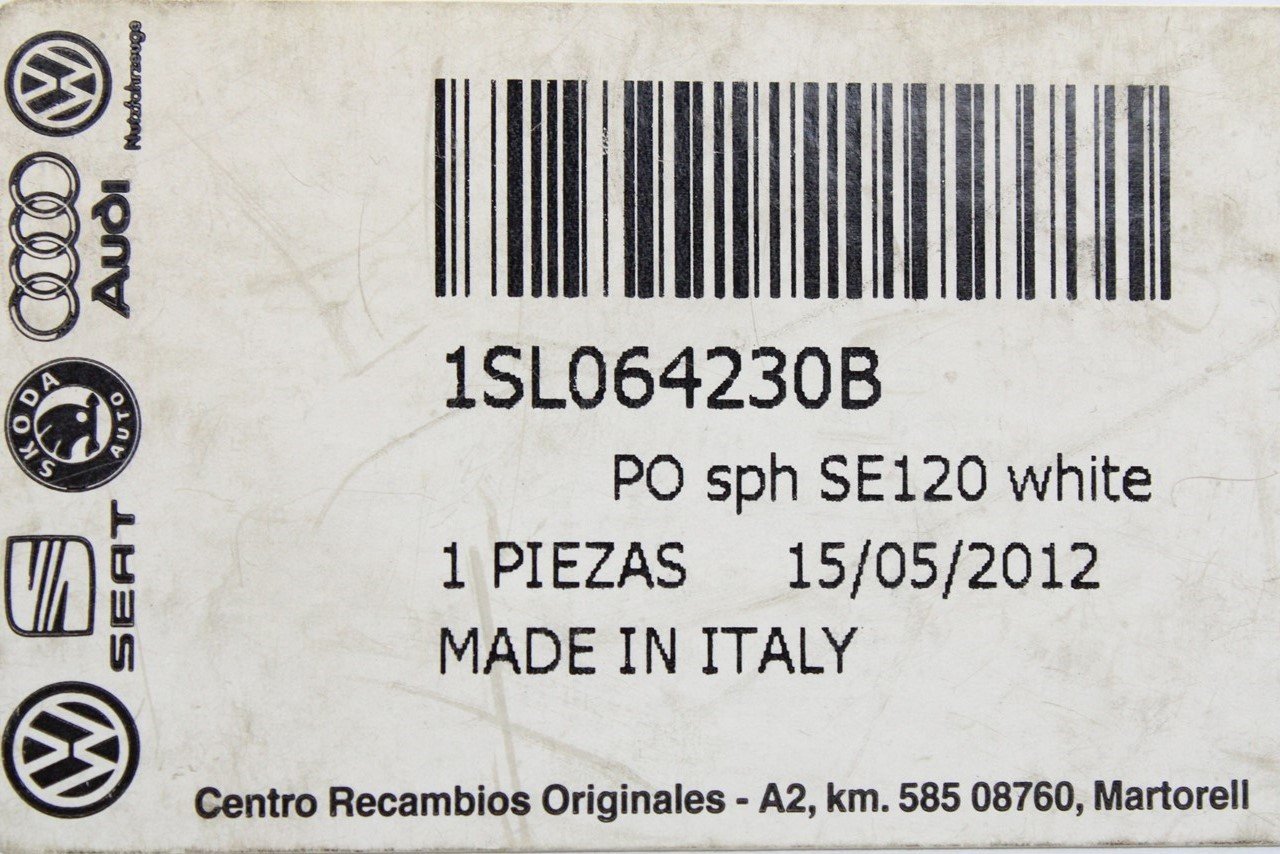 Nutzfahrzeuge
AUDI
SKODA
AUTO
SEAT
1SL064230B
PO sph SE120 white
1 PIEZAS 15/05/2012
MADE IN ITALY
Centro Recambios Originales - A2, km. 585 08760, Martorell